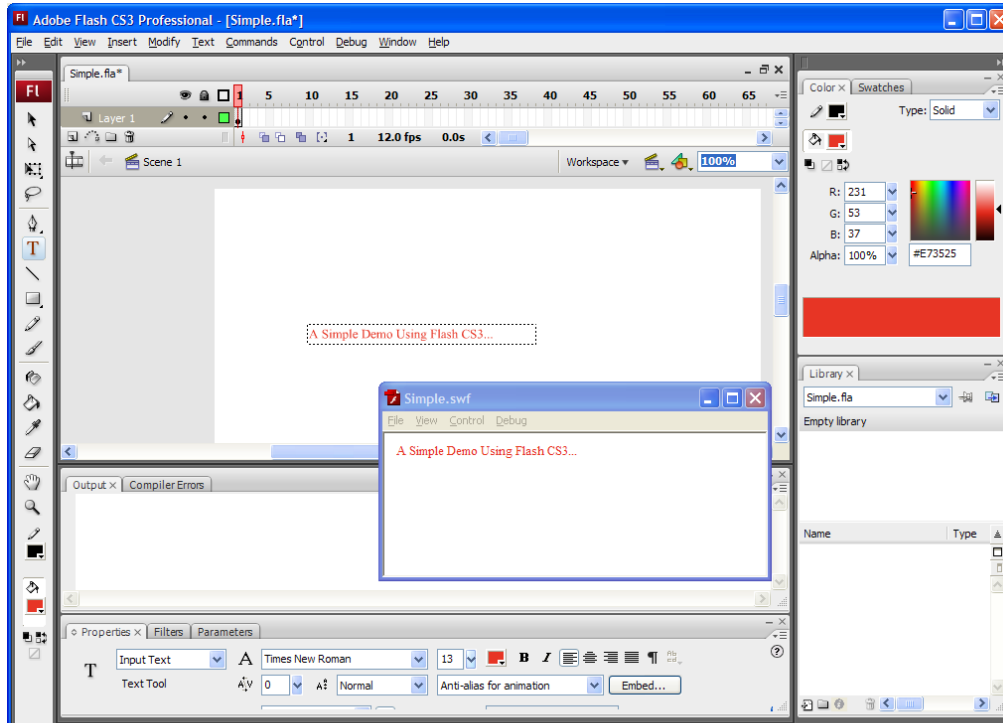 Fl Adobe Flash CS3 Professional - [Simple.fla*]
File Edit View Insert Modify Text Commands Control Debug Window Help
Simple.fla*
Fl
1 5 10 15 20 25 30 35 40 45 50 55 60 65
Layer 1
1 12.0 fps 0.0s
Scene 1
Workspace 100%
A Simple Demo Using Flash CS3...
Simple.swf
File View Control Debug
A Simple Demo Using Flash CS3...
Output × Compiler Errors
Properties × Filters Parameters
T Input Text A Times New Roman 13 B I ¶
Text Tool A/V 0 Normal Anti-alias for animation Embed...
Color × Swatches
Type: Solid
R: 231
G: 53
B: 37
Alpha: 100% #E73525
Library ×
Simple.fla
Empty library
Name Type